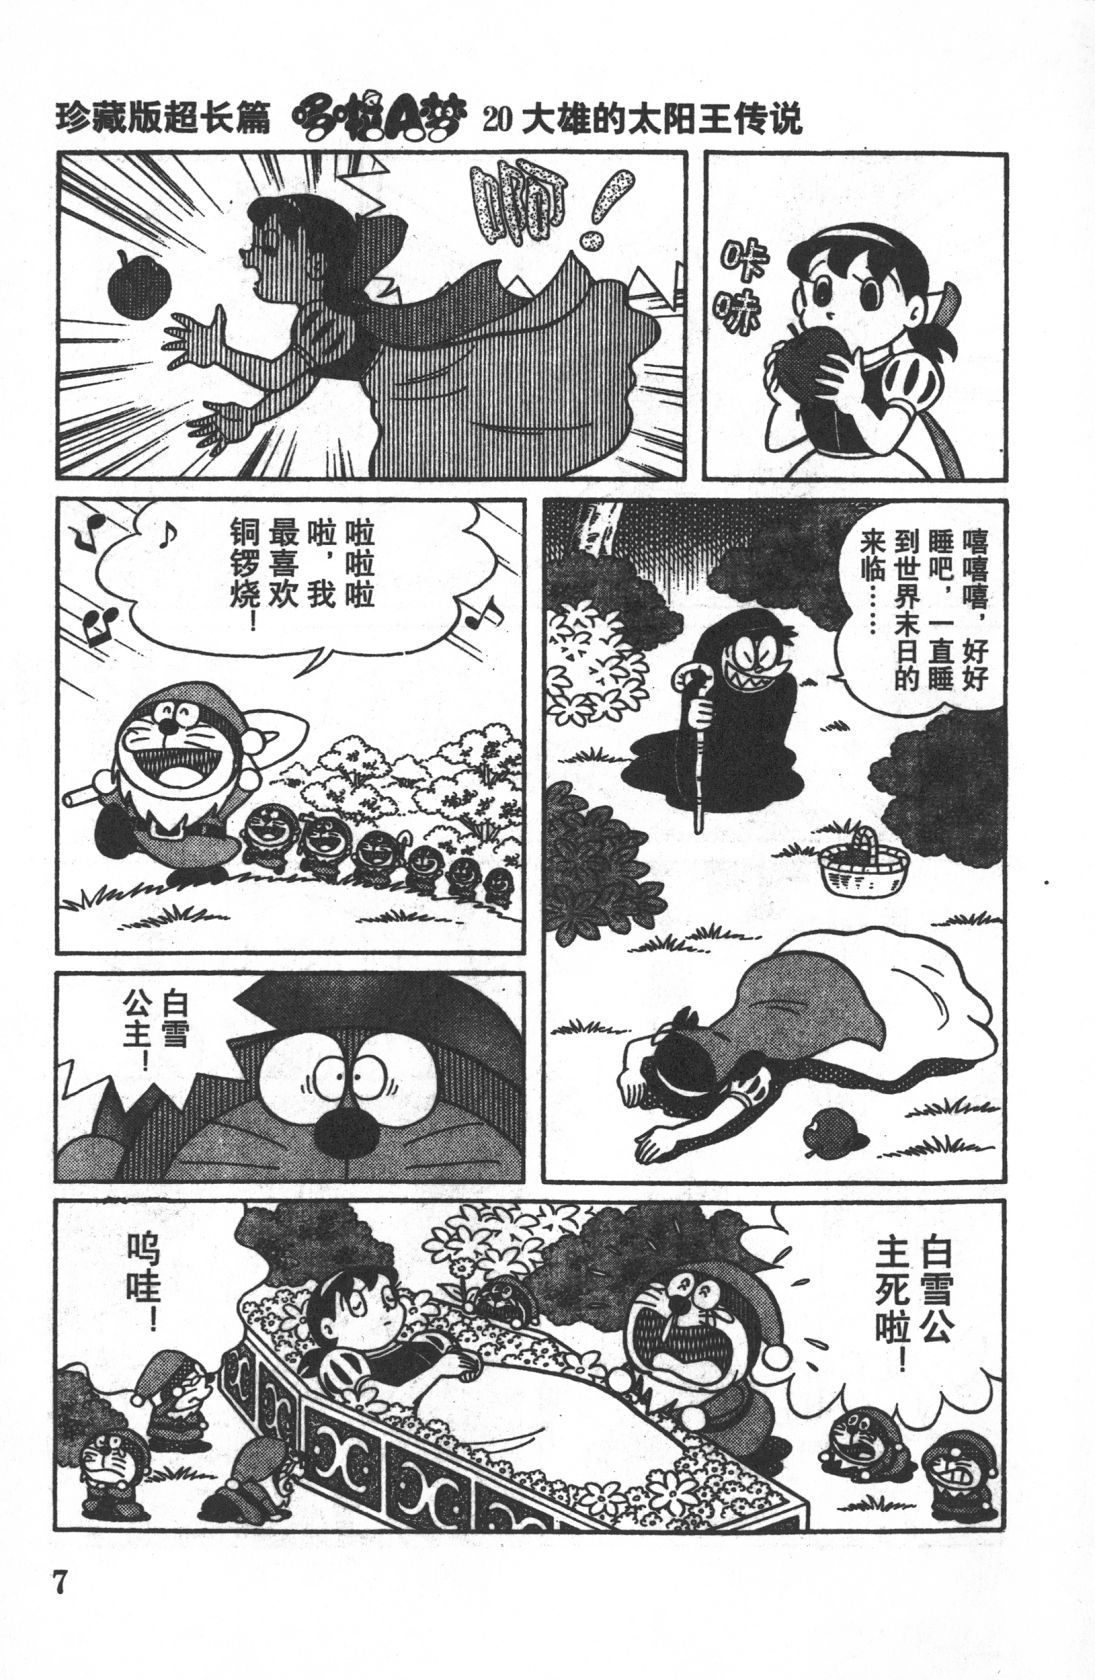 珍藏版超长篇 哆啦A梦 20 大雄的太阳王传说
咔
哧
啊！
嘻嘻嘻，好好
睡吧，一直睡
到世界末日的
来临……
啦啦啦
啦，我
最喜欢
铜锣烧！
白雪
公主！
白雪公
主死啦！
呜哇！
7